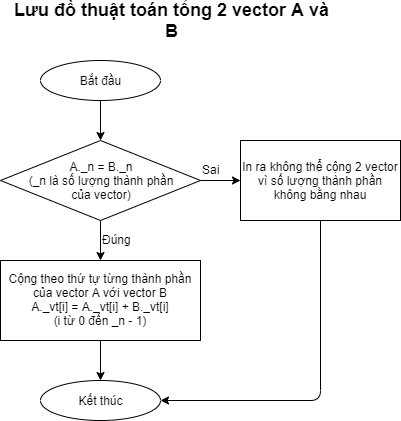 Lưu đồ thuật toán tổng 2 vector A và
B
Bắt đầu
A._n = B._n
(_n là số lượng thành phần
của vector)
Sai
In ra không thể cộng 2 vector
vì số lượng thành phần
không bằng nhau
Đúng
Cộng theo thứ tự từng thành phần
của vector A với vector B
A._vt[i] = A._vt[i] + B._vt[i]
(i từ 0 đến _n - 1)
Kết thúc